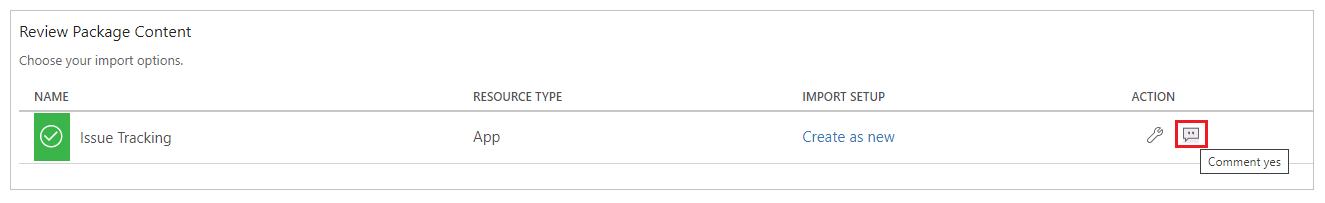 Review Package Content
Choose your import options.
NAME RESOURCE TYPE IMPORT SETUP ACTION
Issue Tracking App Create as new
Comment yes